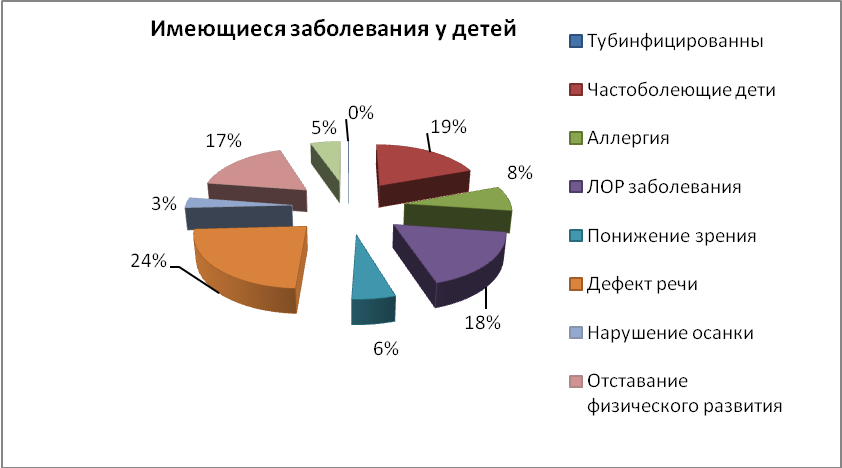 Имеющиеся заболевания у детей
0%
19%
8%
18%
6%
24%
3%
17%
5%
Тубинфицированны
Частоболеющие дети
Аллергия
ЛОР заболевания
Понижение зрения
Дефект речи
Нарушение осанки
Отставание
физического развития